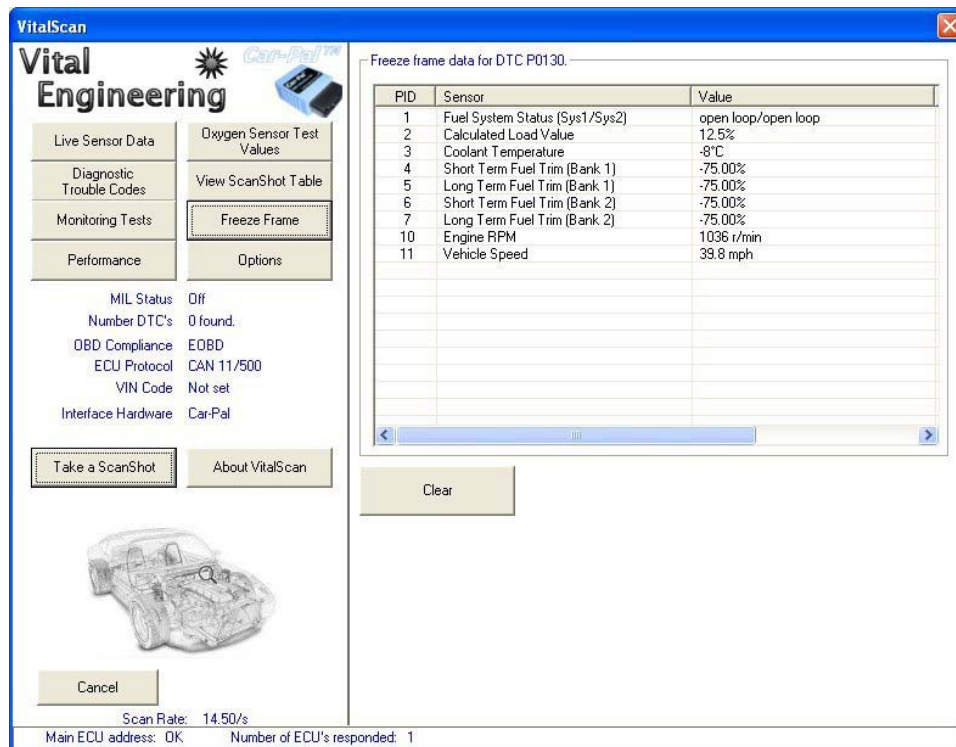 VitalScan
Vital
Engineering
Car-Pal™
Live Sensor Data
Oxygen Sensor Test
Values
Diagnostic
Trouble Codes
View ScanShot Table
Monitoring Tests
Freeze Frame
Performance
Options
MIL Status Off
Number DTC's 0 found.
OBD Compliance EOBD
ECU Protocol CAN 11/500
VIN Code Not set
Interface Hardware Car-Pal
Take a ScanShot
About VitalScan
Cancel
Scan Rate: 14.50/s
Freeze frame data for DTC P0130.
PID Sensor Value
1 Fuel System Status (Sys1/Sys2) open loop/open loop
2 Calculated Load Value 12.5%
3 Coolant Temperature -8°C
4 Short Term Fuel Trim (Bank 1) -75.00%
5 Long Term Fuel Trim (Bank 1) -75.00%
6 Short Term Fuel Trim (Bank 2) -75.00%
7 Long Term Fuel Trim (Bank 2) -75.00%
10 Engine RPM 1036 r/min
11 Vehicle Speed 39.8 mph
Clear
Main ECU address: OK Number of ECU's responded: 1